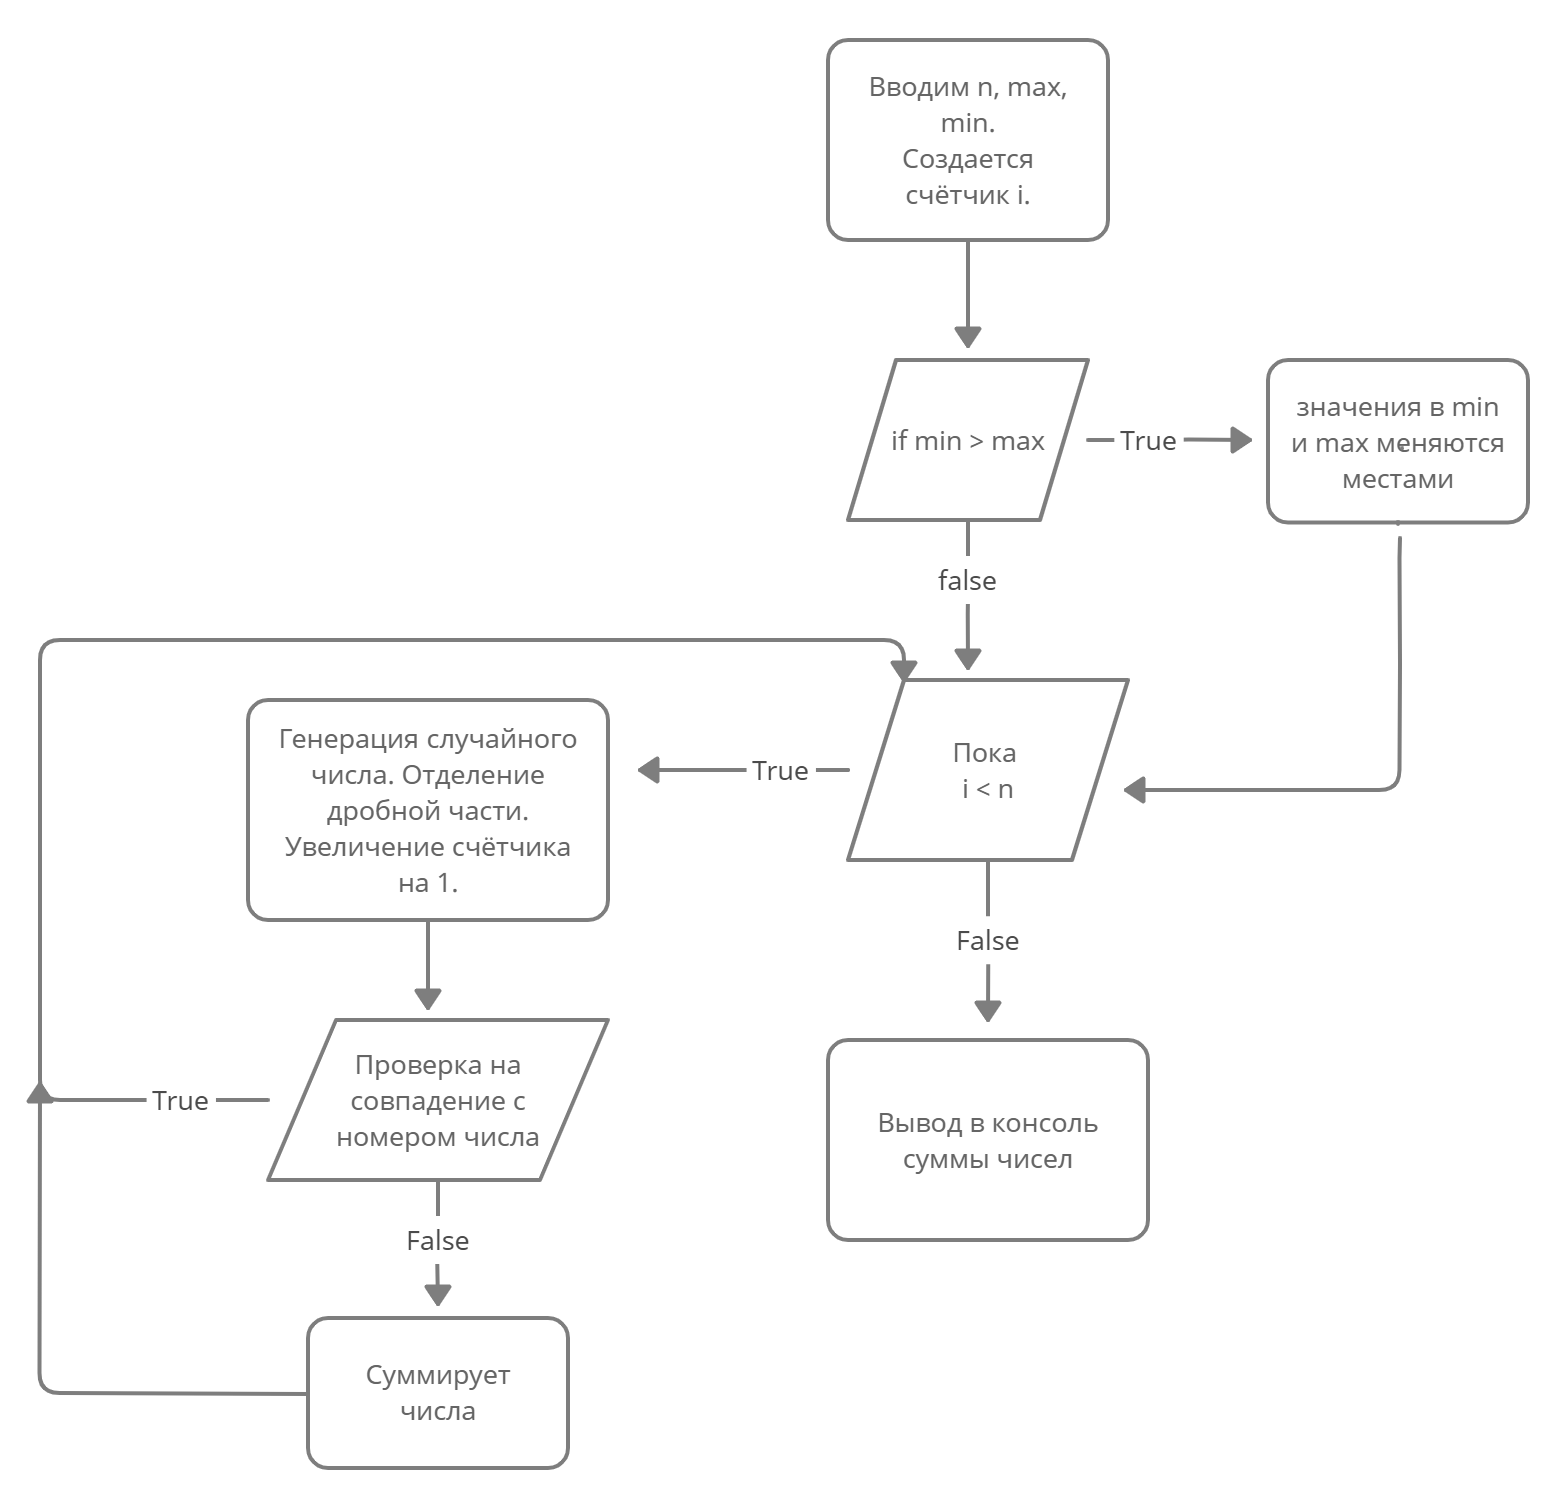 Вводим n, max,
min.
Создается
счётчик i.
if min > max
True
значения в min
и max меняются
местами
false
Генерация случайного
числа. Отделение
дробной части.
Увеличение счётчика
на 1.
True
Пока
i < n
False
Проверка на
совпадение с
номером числа
True
Вывод в консоль
суммы чисел
False
Суммирует
числа